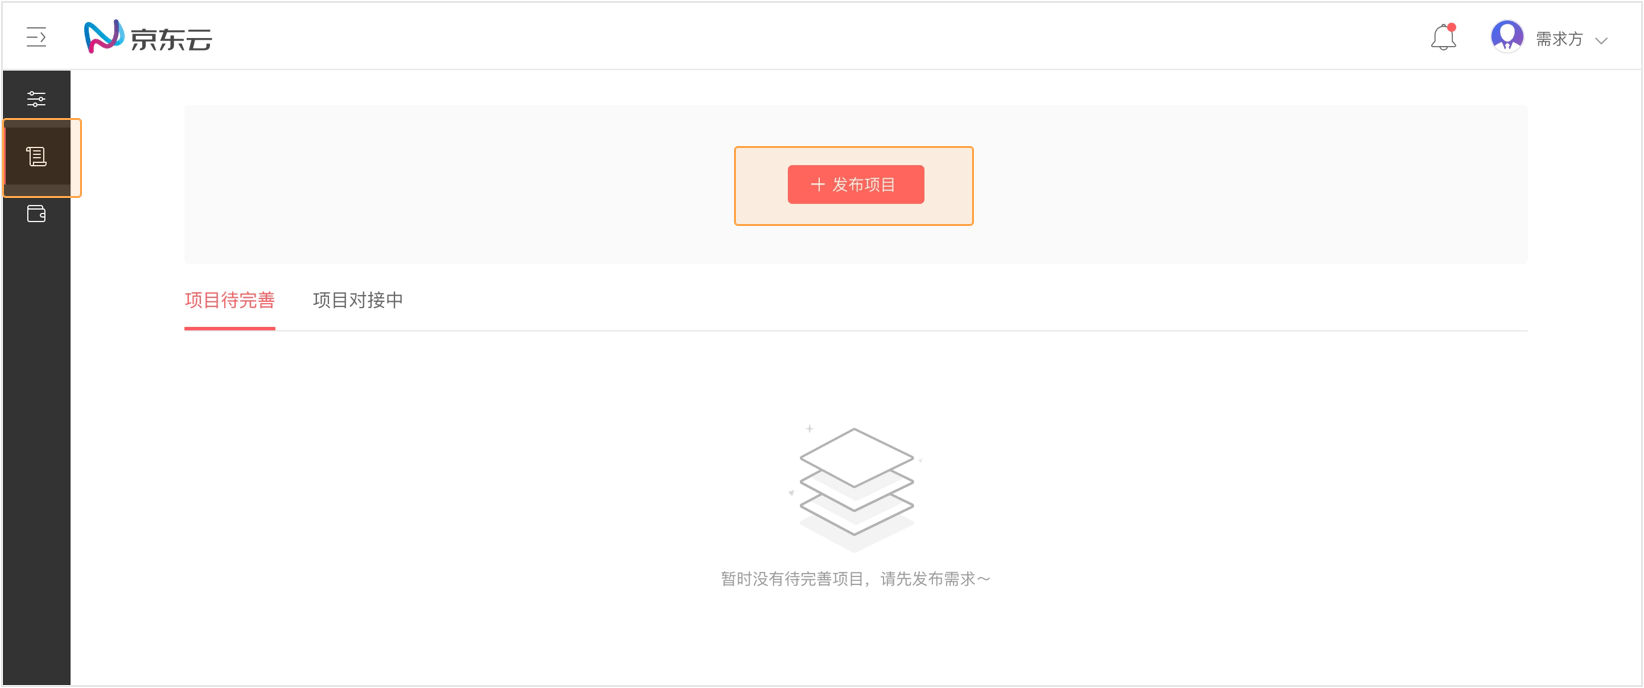 京东云
需求方
+ 发布项目
项目待完善 项目对接中
暂时没有待完善项目，请先发布需求～